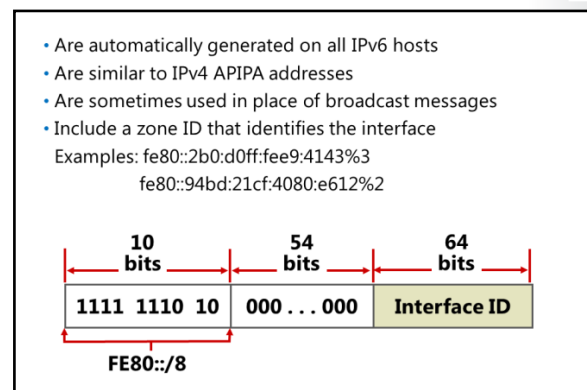 • Are automatically generated on all IPv6 hosts
• Are similar to IPv4 APIPA addresses
• Are sometimes used in place of broadcast messages
• Include a zone ID that identifies the interface
Examples: fe80::2b0:d0ff:fee9:4143%3
fe80::94bd:21cf:4080:e612%2
10 bits
54 bits
64 bits
1111 1110 10
000 . . . 000
Interface ID
FE80::/8